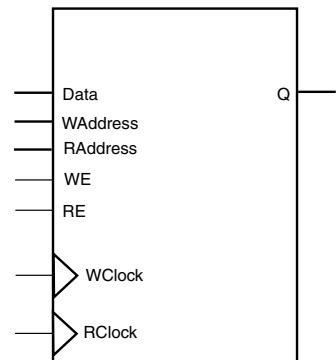 Data Q
WAddress
RAddress
WE
RE
WClock
RClock